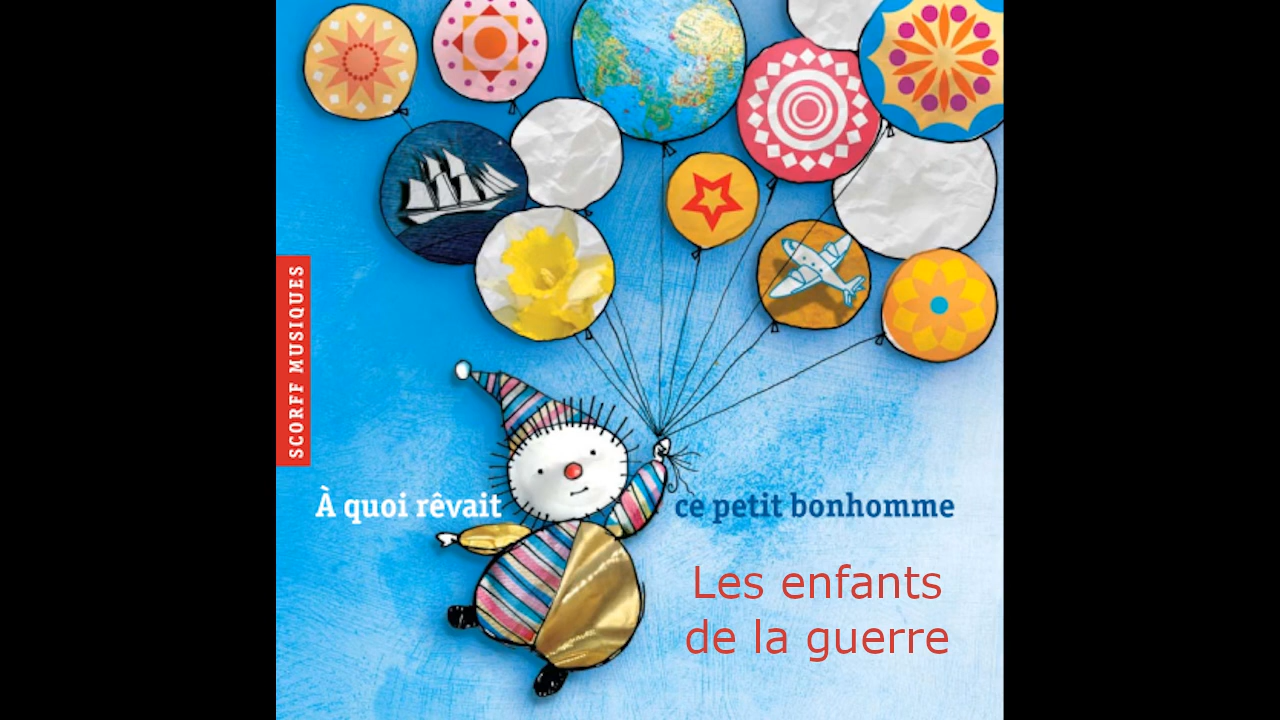 SCORFF MUSIQUES
À quoi rêvait ce petit bonhomme
Les enfants
de la guerre